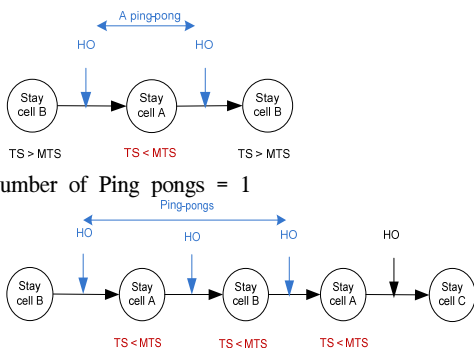 A ping-pong
HO HO
Stay cell B Stay cell A Stay cell B
TS > MTS TS < MTS TS > MTS
umber of Ping pongs = 1
Ping-pongs
HO HO HO HO
Stay cell B Stay cell A Stay cell B Stay cell A Stay cell C
TS < MTS TS < MTS TS < MTS